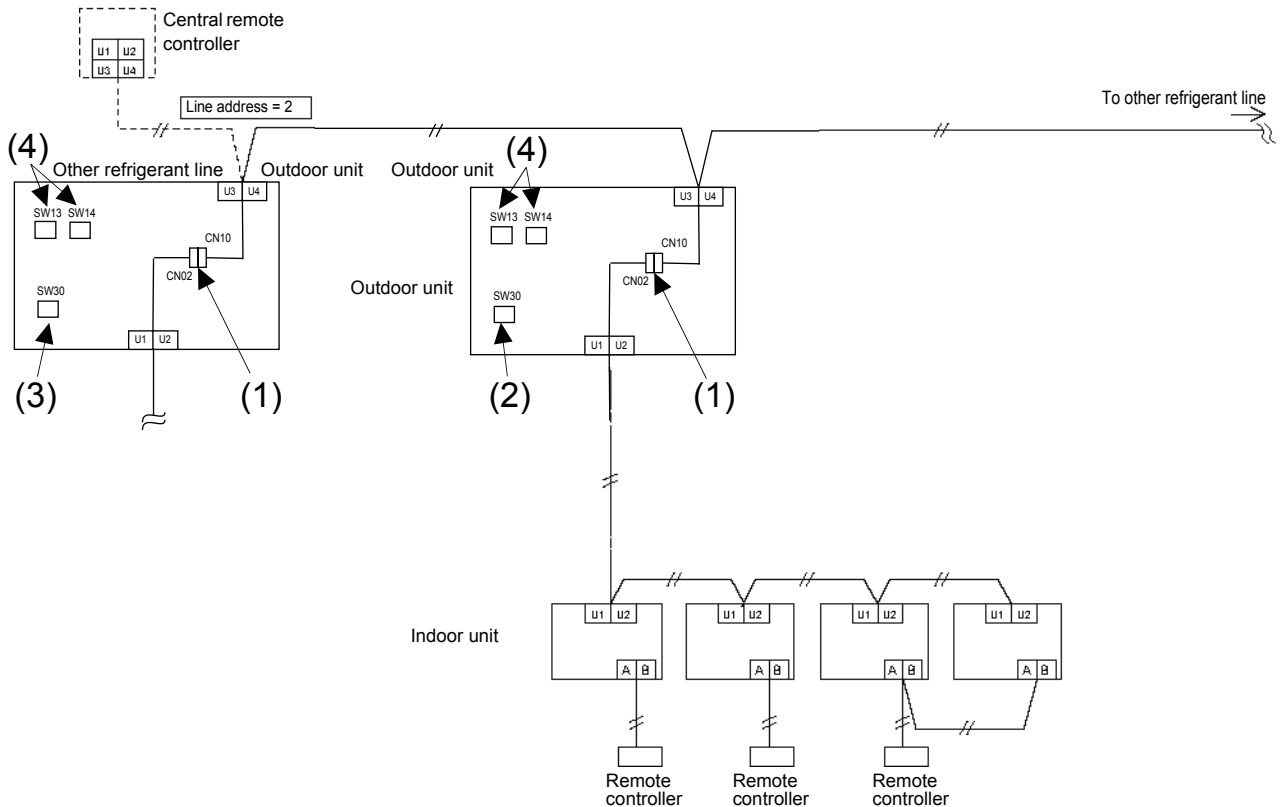 Central remote
controller
U1 U2
U3 U4
Line address = 2
To other refrigerant line
(4)
Other refrigerant line
Outdoor unit
Outdoor unit
(4)
U3 U4
U3 U4
SW13 SW14
SW13 SW14
CN10
CN10
CN02
CN02
Outdoor unit
SW30
SW30
U1 U2
U1 U2
(3)
(1)
(2)
(1)
U1 U2
U1 U2
U1 U2
U1 U2
Indoor unit
A B
A B
A B
A B
Remote
controller
Remote
controller
Remote
controller